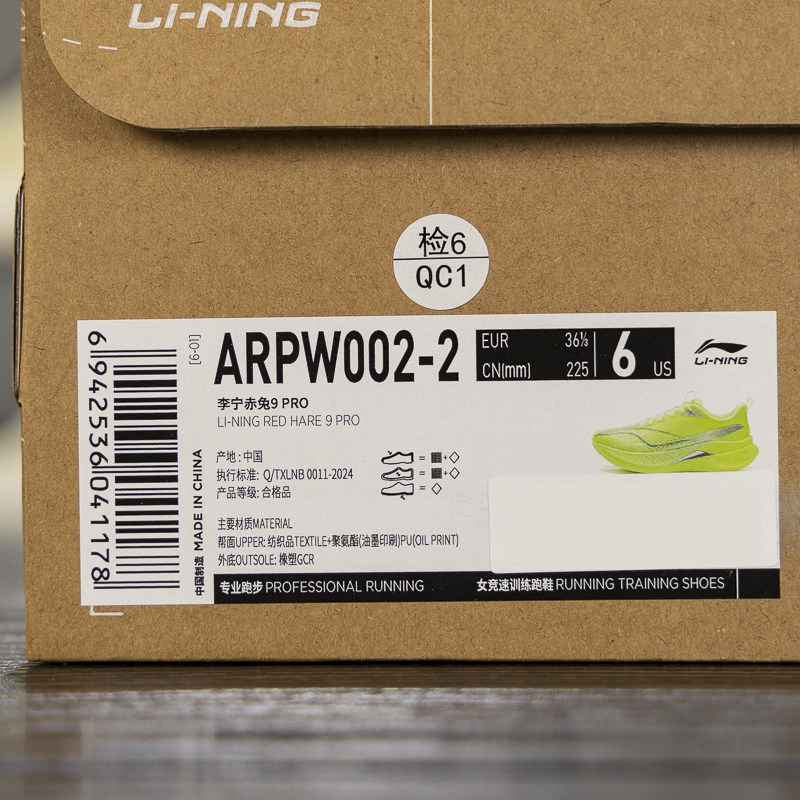 LI-NING
检6
QC1
[6-01]
ARPW002-2
EUR 36⅓
CN(mm) 225
6 US
LI-NING
李宁赤兔9 PRO
LI-NING RED HARE 9 PRO
产地: 中国
执行标准: Q/TXLNB 0011-2024
产品等级: 合格品
主要材质MATERIAL
帮面UPPER: 纺织品TEXTILE+聚氨酯(油墨印刷)PU(OIL PRINT)
外底OUTSOLE: 橡塑GCR
专业跑步 PROFESSIONAL RUNNING
女竞速训练跑鞋 RUNNING TRAINING SHOES
6942536041178
中国制造 MADE IN CHINA